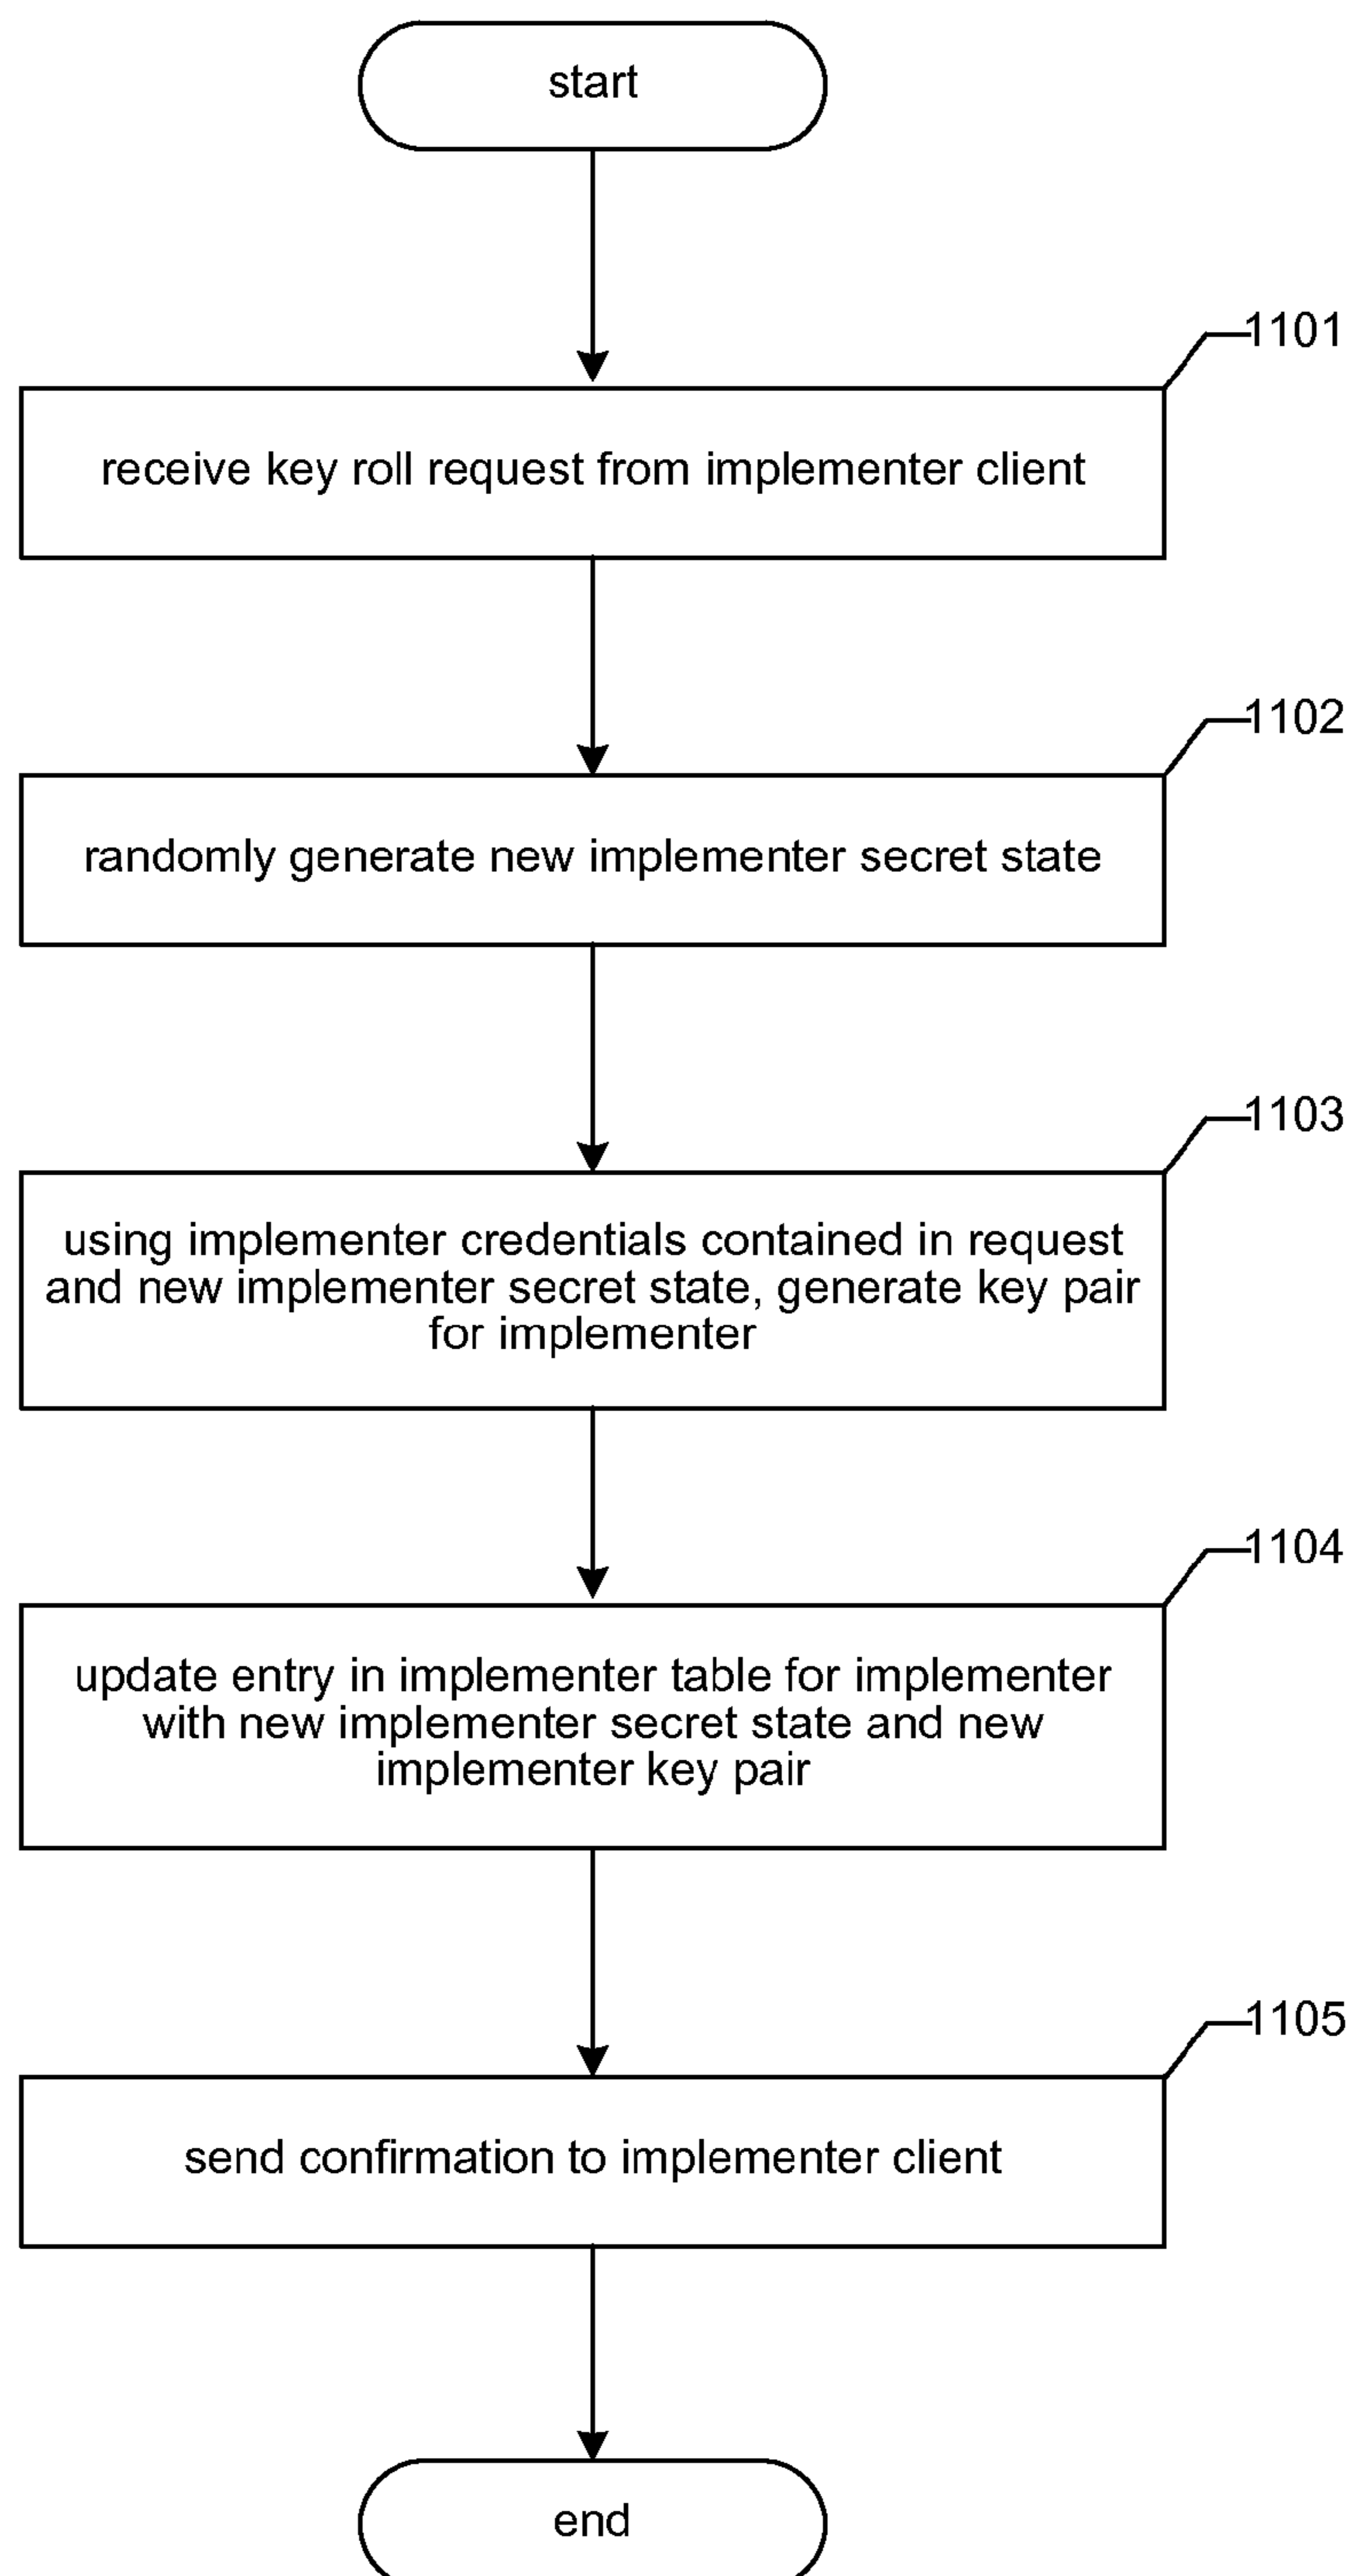 start
1101
receive key roll request from implementer client
1102
randomly generate new implementer secret state
1103
using implementer credentials contained in request
and new implementer secret state, generate key pair
for implementer
1104
update entry in implementer table for implementer
with new implementer secret state and new
implementer key pair
1105
send confirmation to implementer client
end